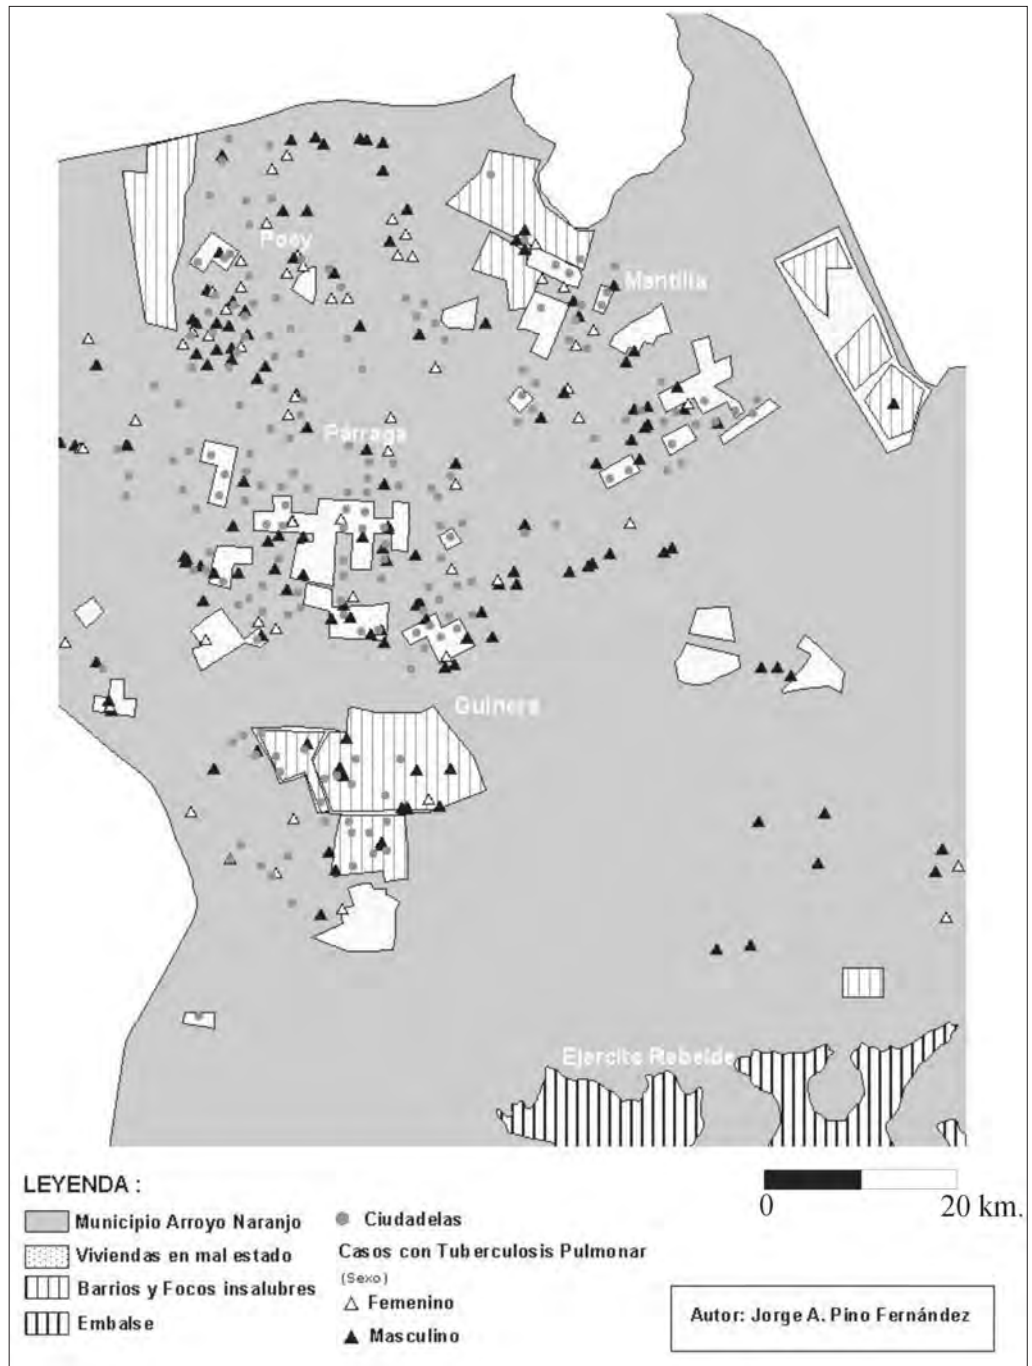 Poey
Mantilla
Parraga
Guinera
Ejercito Rebelde
LEYENDA :
Municipio Arroyo Naranjo
Viviendas en mal estado
Barrios y Focos insalubres
Embalse
Ciudadelas
Casos con Tuberculosis Pulmonar
(Sexo)
Femenino
Masculino
0 20 km.
Autor: Jorge A. Pino Fernández